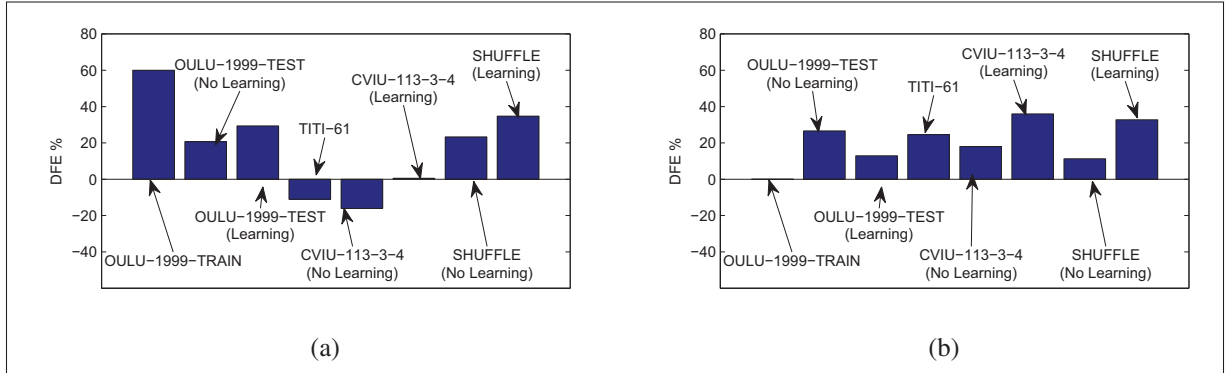 80
60
40
20
0
−20
−40
DFE %
OULU−1999−TEST
(No Learning)
CVIU−113−3−4
(Learning)
SHUFFLE
(Learning)
TITI−61
OULU−1999−TEST
(Learning)
OULU−1999−TRAIN
CVIU−113−3−4
(No Learning)
SHUFFLE
(No Learning)
(a)
80
60
40
20
0
−20
−40
DFE %
OULU−1999−TEST
(No Learning)
CVIU−113−3−4
(Learning)
SHUFFLE
(Learning)
TITI−61
OULU−1999−TEST
(Learning)
OULU−1999−TRAIN
CVIU−113−3−4
(No Learning)
SHUFFLE
(No Learning)
(b)